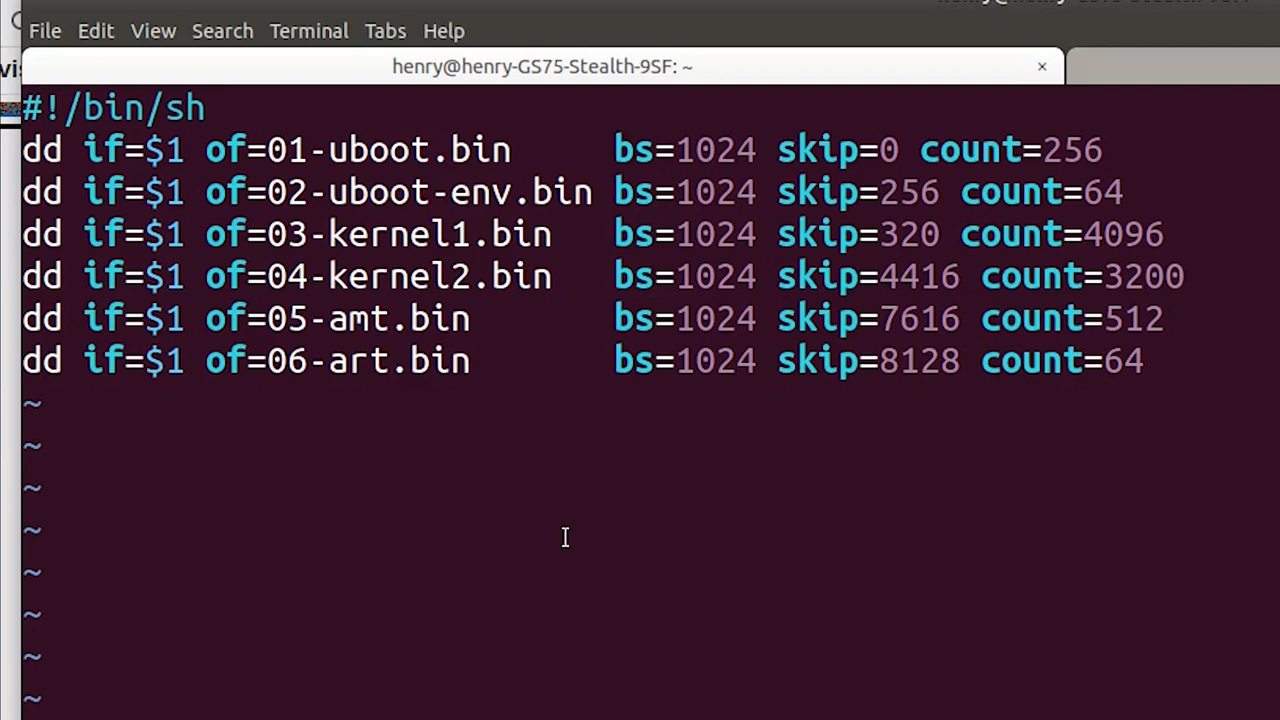 File Edit View Search Terminal Tabs Help
henry@henry-GS75-Stealth-9SF: ~ ×
#!/bin/sh
dd if=$1 of=01-uboot.bin     bs=1024 skip=0 count=256
dd if=$1 of=02-uboot-env.bin bs=1024 skip=256 count=64
dd if=$1 of=03-kernel1.bin   bs=1024 skip=320 count=4096
dd if=$1 of=04-kernel2.bin   bs=1024 skip=4416 count=3200
dd if=$1 of=05-amt.bin       bs=1024 skip=7616 count=512
dd if=$1 of=06-art.bin       bs=1024 skip=8128 count=64
~
~
~
~
~
~
~
~